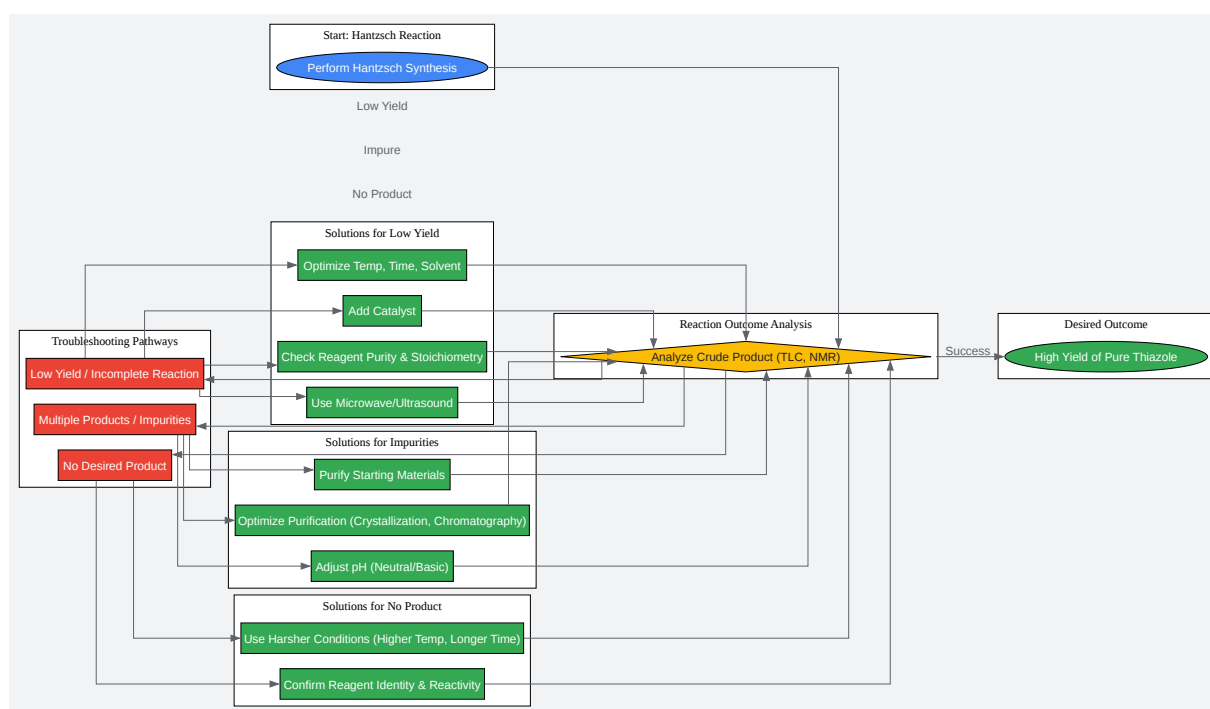 Start: Hantzsch Reaction
Perform Hantzsch Synthesis
Low Yield
Impure
No Product
Solutions for Low Yield
Optimize Temp, Time, Solvent
Add Catalyst
Check Reagent Purity & Stoichiometry
Use Microwave/Ultrasound
Troubleshooting Pathways
Low Yield / Incomplete Reaction
Multiple Products / Impurities
No Desired Product
Solutions for Impurities
Purify Starting Materials
Optimize Purification (Crystallization, Chromatography)
Adjust pH (Neutral/Basic)
Solutions for No Product
Use Harsher Conditions (Higher Temp, Longer Time)
Confirm Reagent Identity & Reactivity
Reaction Outcome Analysis
Analyze Crude Product (TLC, NMR)
Success
Desired Outcome
High Yield of Pure Thiazole